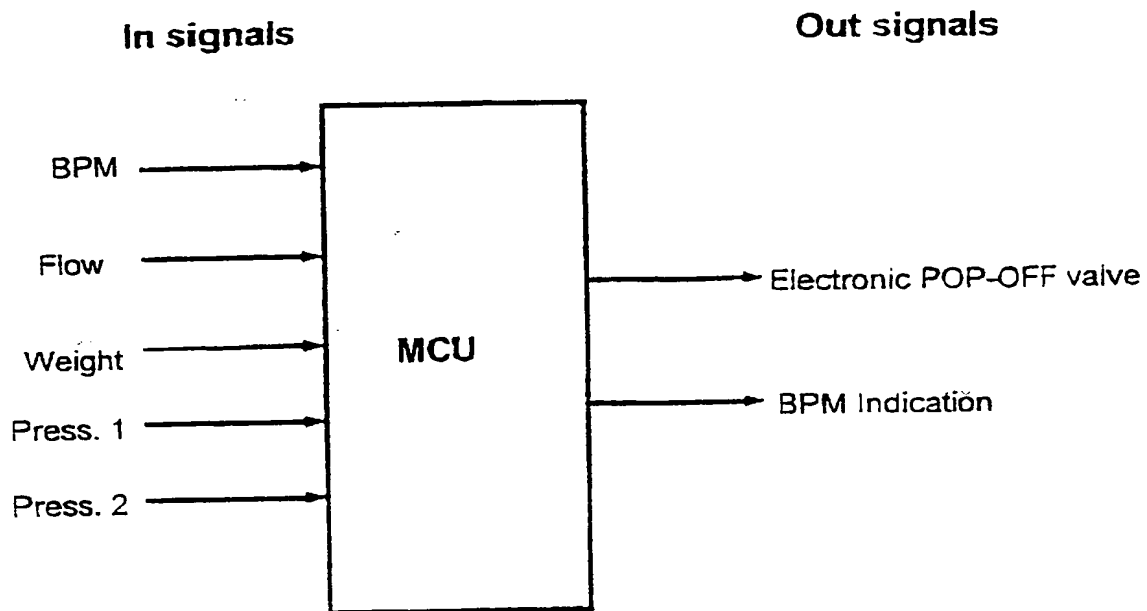 In signals
Out signals
BPM
Flow
Weight
Press. 1
Press. 2
MCU
Electronic POP-OFF valve
BPM Indication